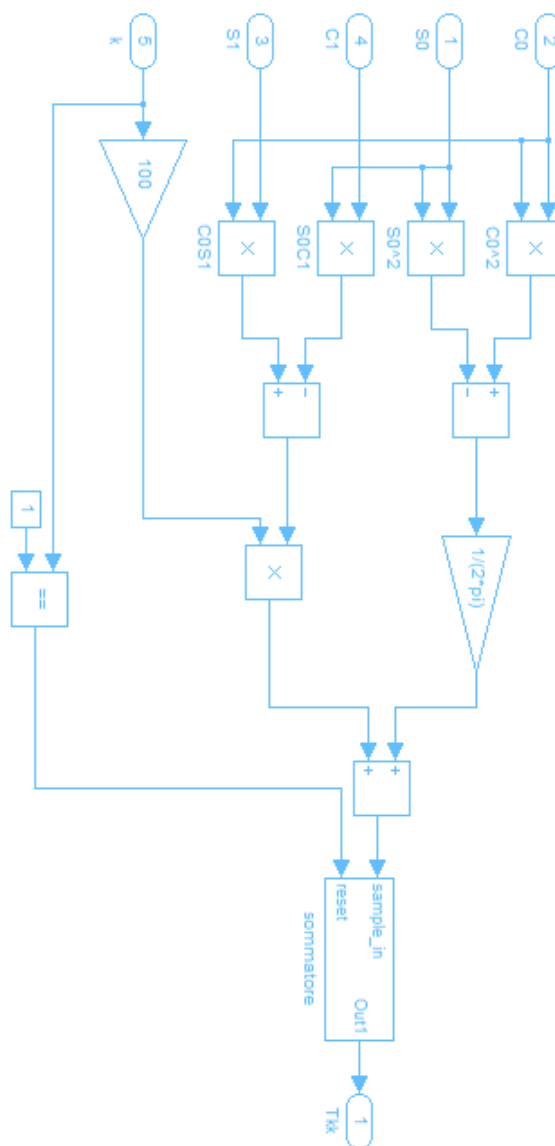 2
C0
×
C0^2
+
−
1/(2*pi)
1
S0
×
S0^2
4
C1
×
S0C1
−
+
3
S1
×
C0S1
×
+
+
sample_in
reset
Out1
sommatore
1
Tkk
5
k
100
1
==